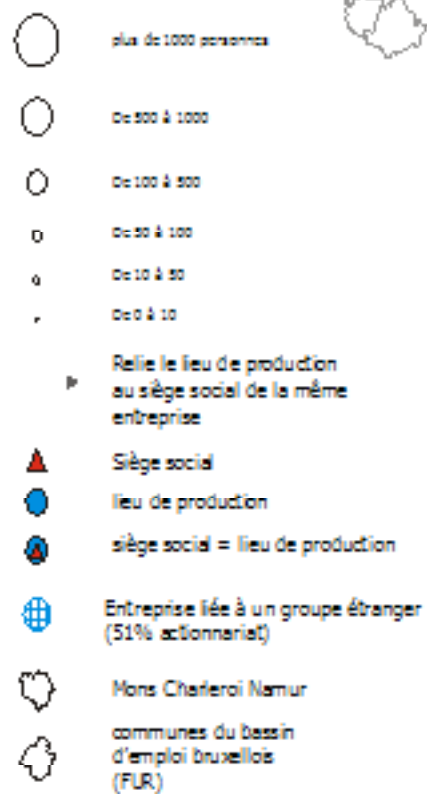 plus de 1000 personnes
De 500 à 1000
De 100 à 500
De 50 à 100
De 10 à 50
De 0 à 10
Relie le lieu de production
au siège social de la même
entreprise
Siège social
lieu de production
siège social = lieu de production
Entreprise liée à un groupe étranger
(51% actionnariat)
Mons Charleroi Namur
communes du bassin
d'emploi bruxellois
(FUR)